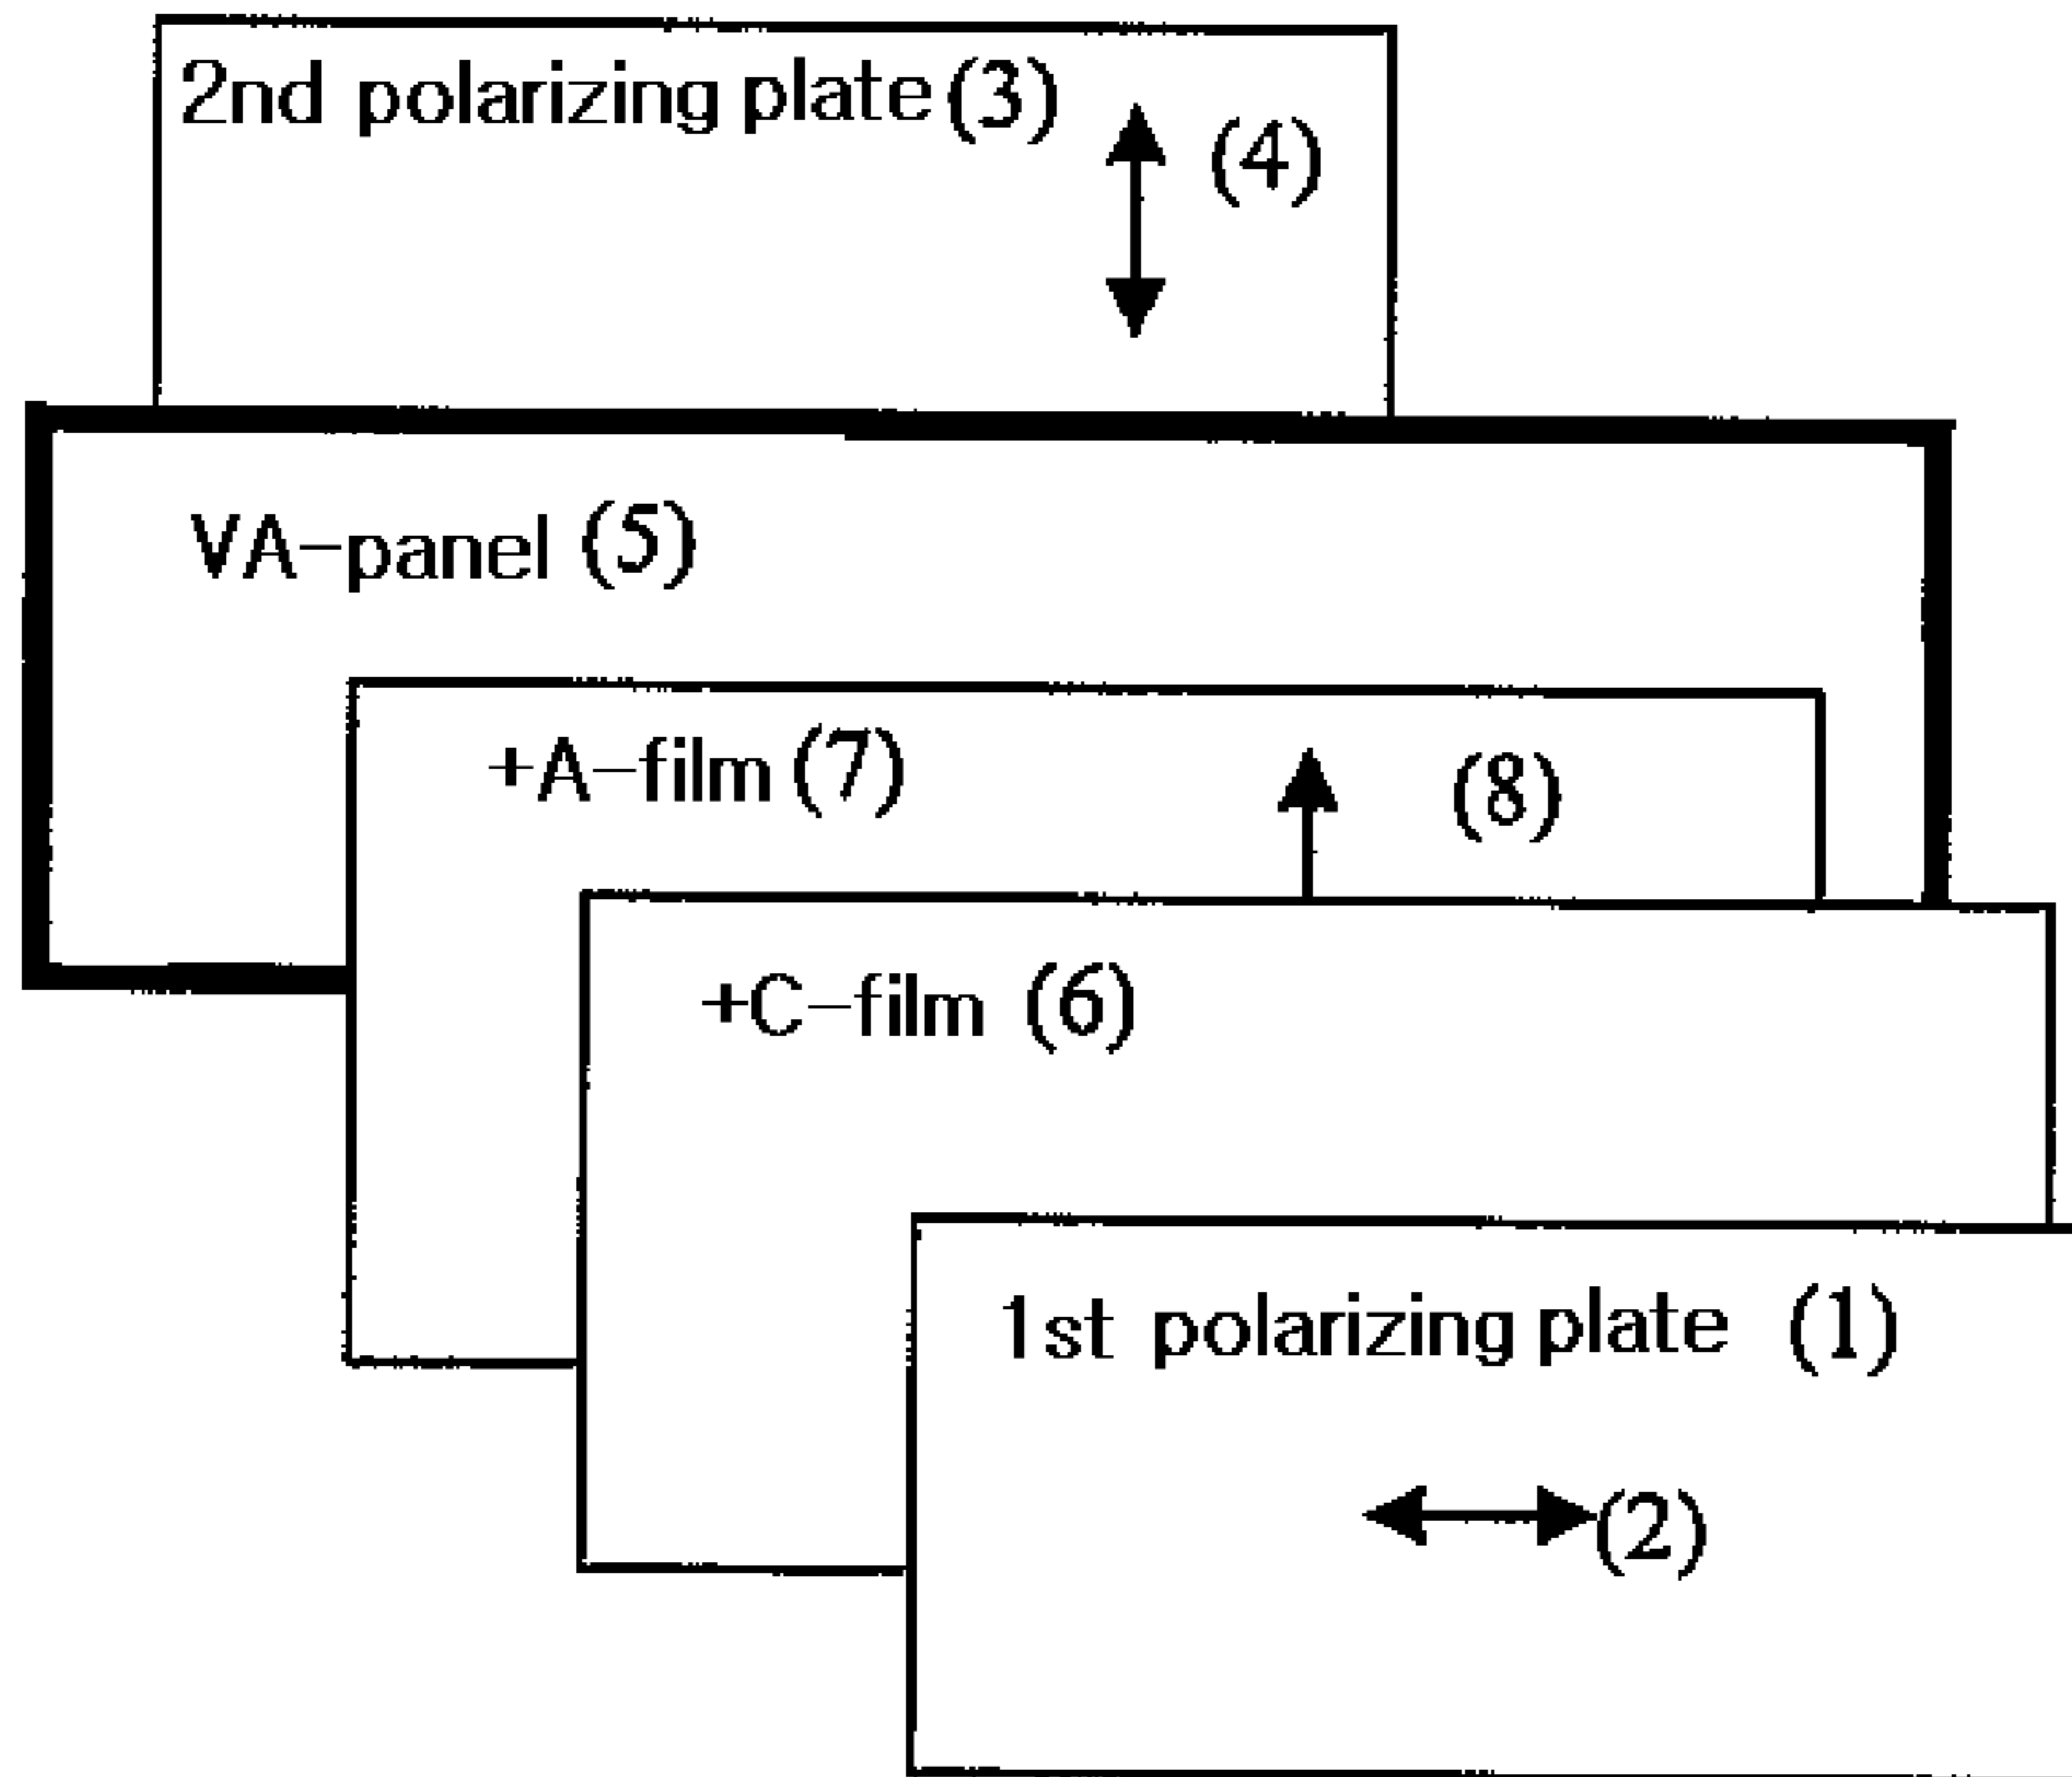 2nd polarizing plate (3)
(4)
VA-panel (5)
+A-film (7)
(8)
+C-film (6)
1st polarizing plate (1)
(2)